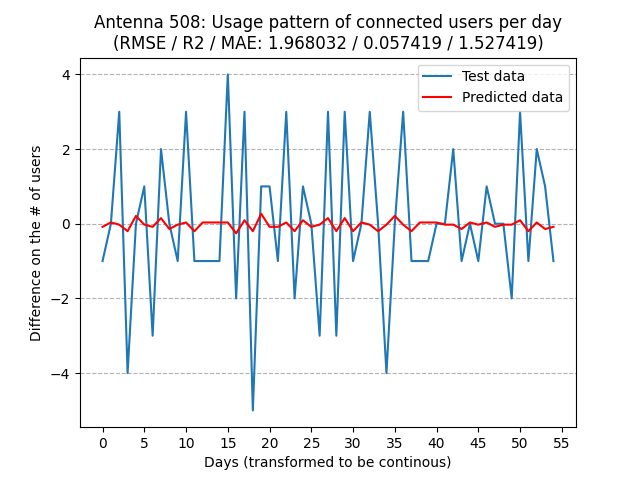 Antenna 508: Usage pattern of connected users per day
(RMSE / R2 / MAE: 1.968032 / 0.057419 / 1.527419)
Test data
Predicted data
Difference on the # of users
4
2
0
−2
−4
0 5 10 15 20 25 30 35 40 45 50 55
Days (transformed to be continous)